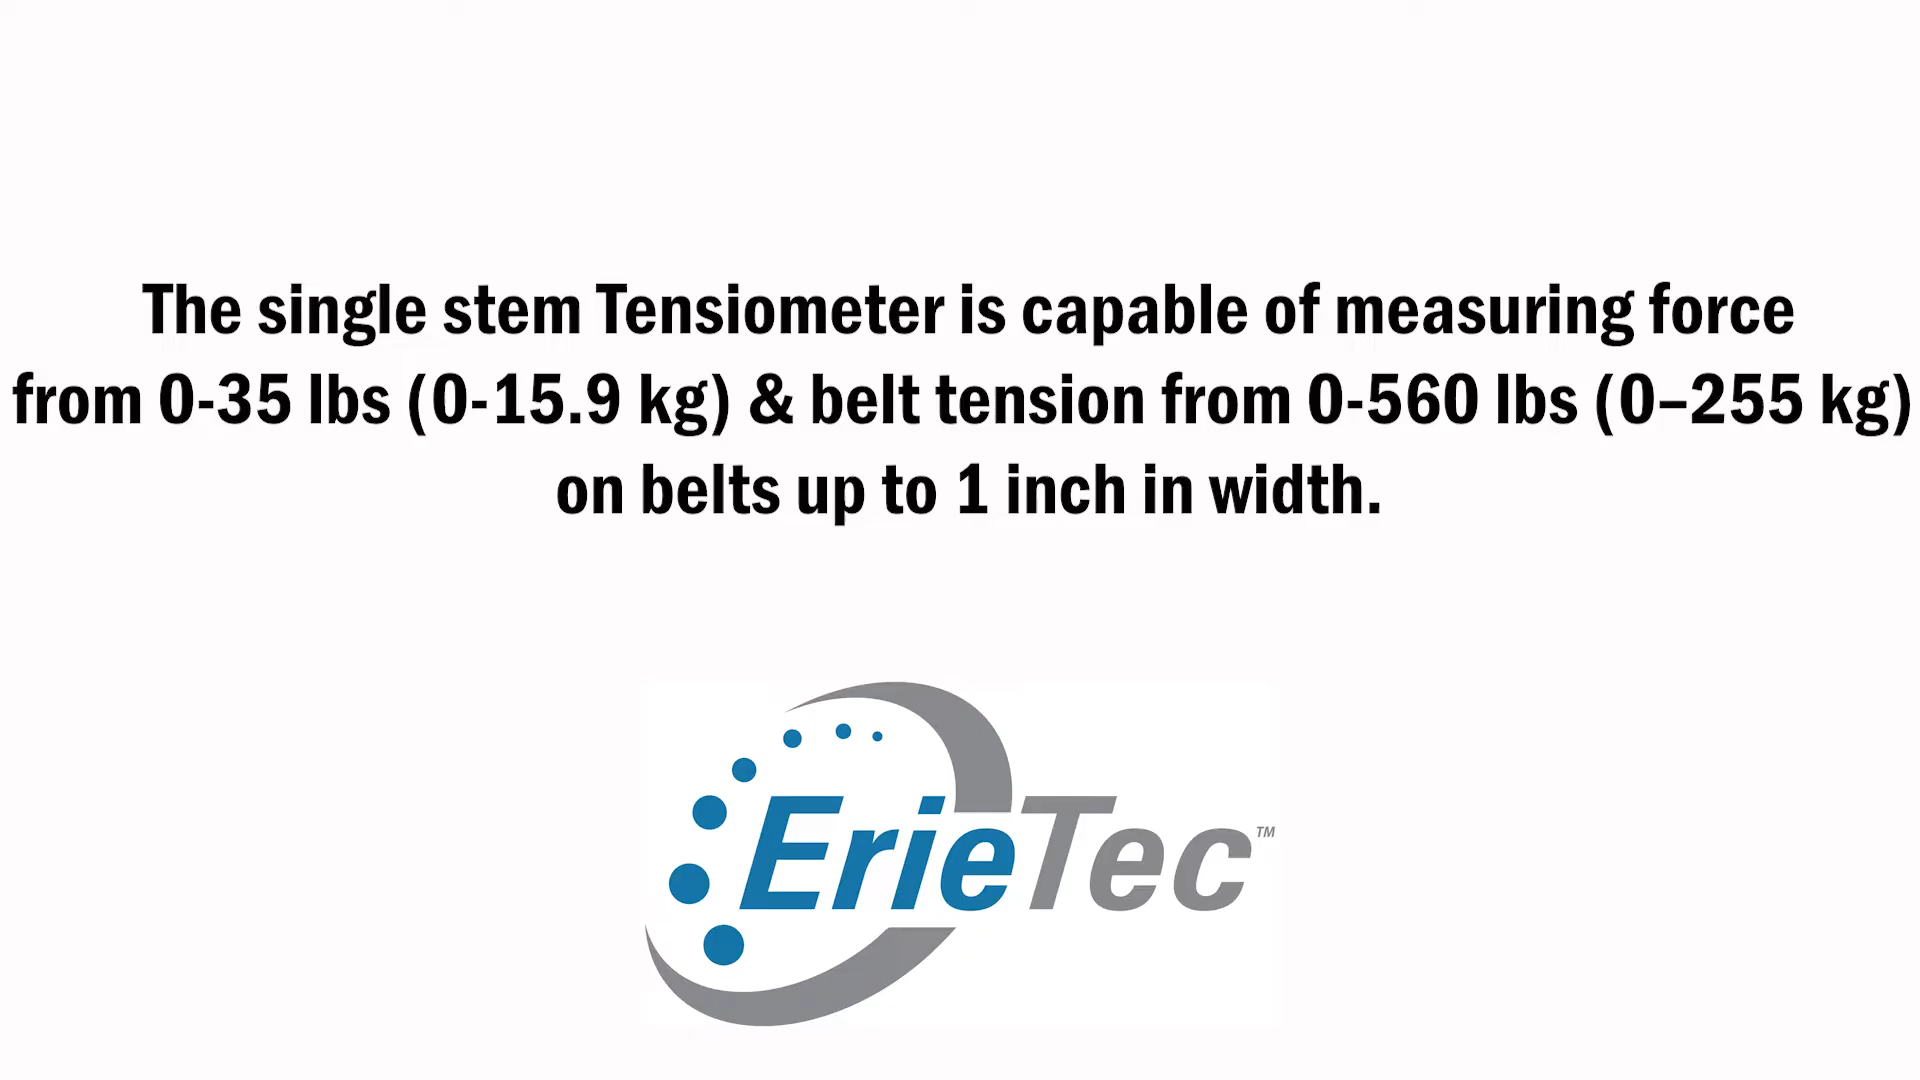 The single stem Tensiometer is capable of measuring force
from 0-35 lbs (0-15.9 kg) & belt tension from 0-560 lbs (0–255 kg)
on belts up to 1 inch in width.
ErieTec™